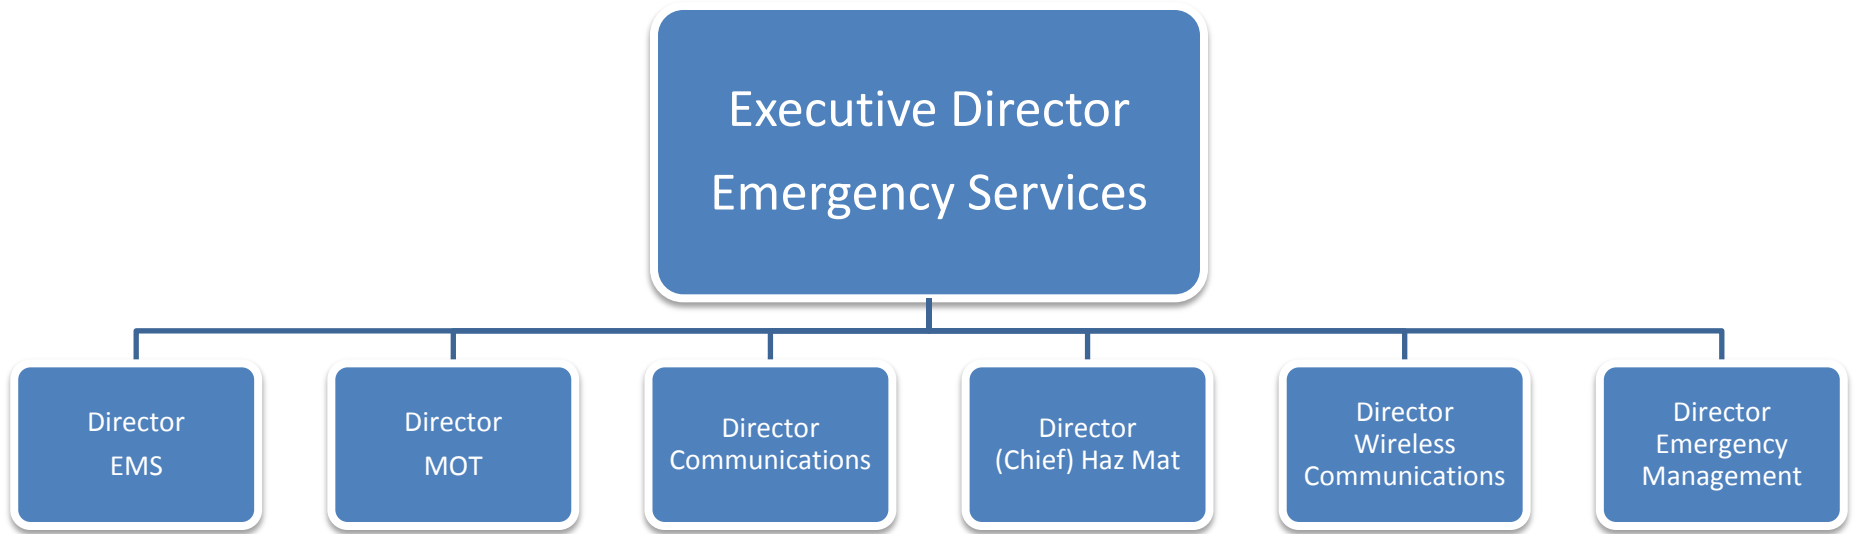 Executive Director
Emergency Services
Director
EMS
Director
MOT
Director
Communications
Director
(Chief) Haz Mat
Director
Wireless
Communications
Director
Emergency
Management